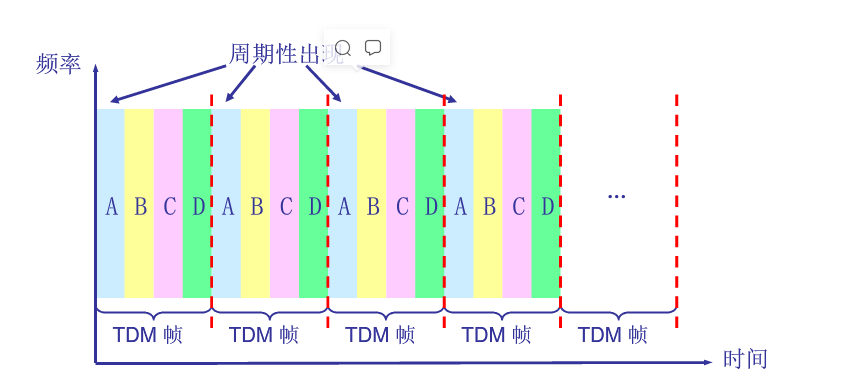 周期性出现
频率
A B C D A B C D A B C D A B C D ...
TDM 帧 TDM 帧 TDM 帧 TDM 帧 TDM 帧
时间